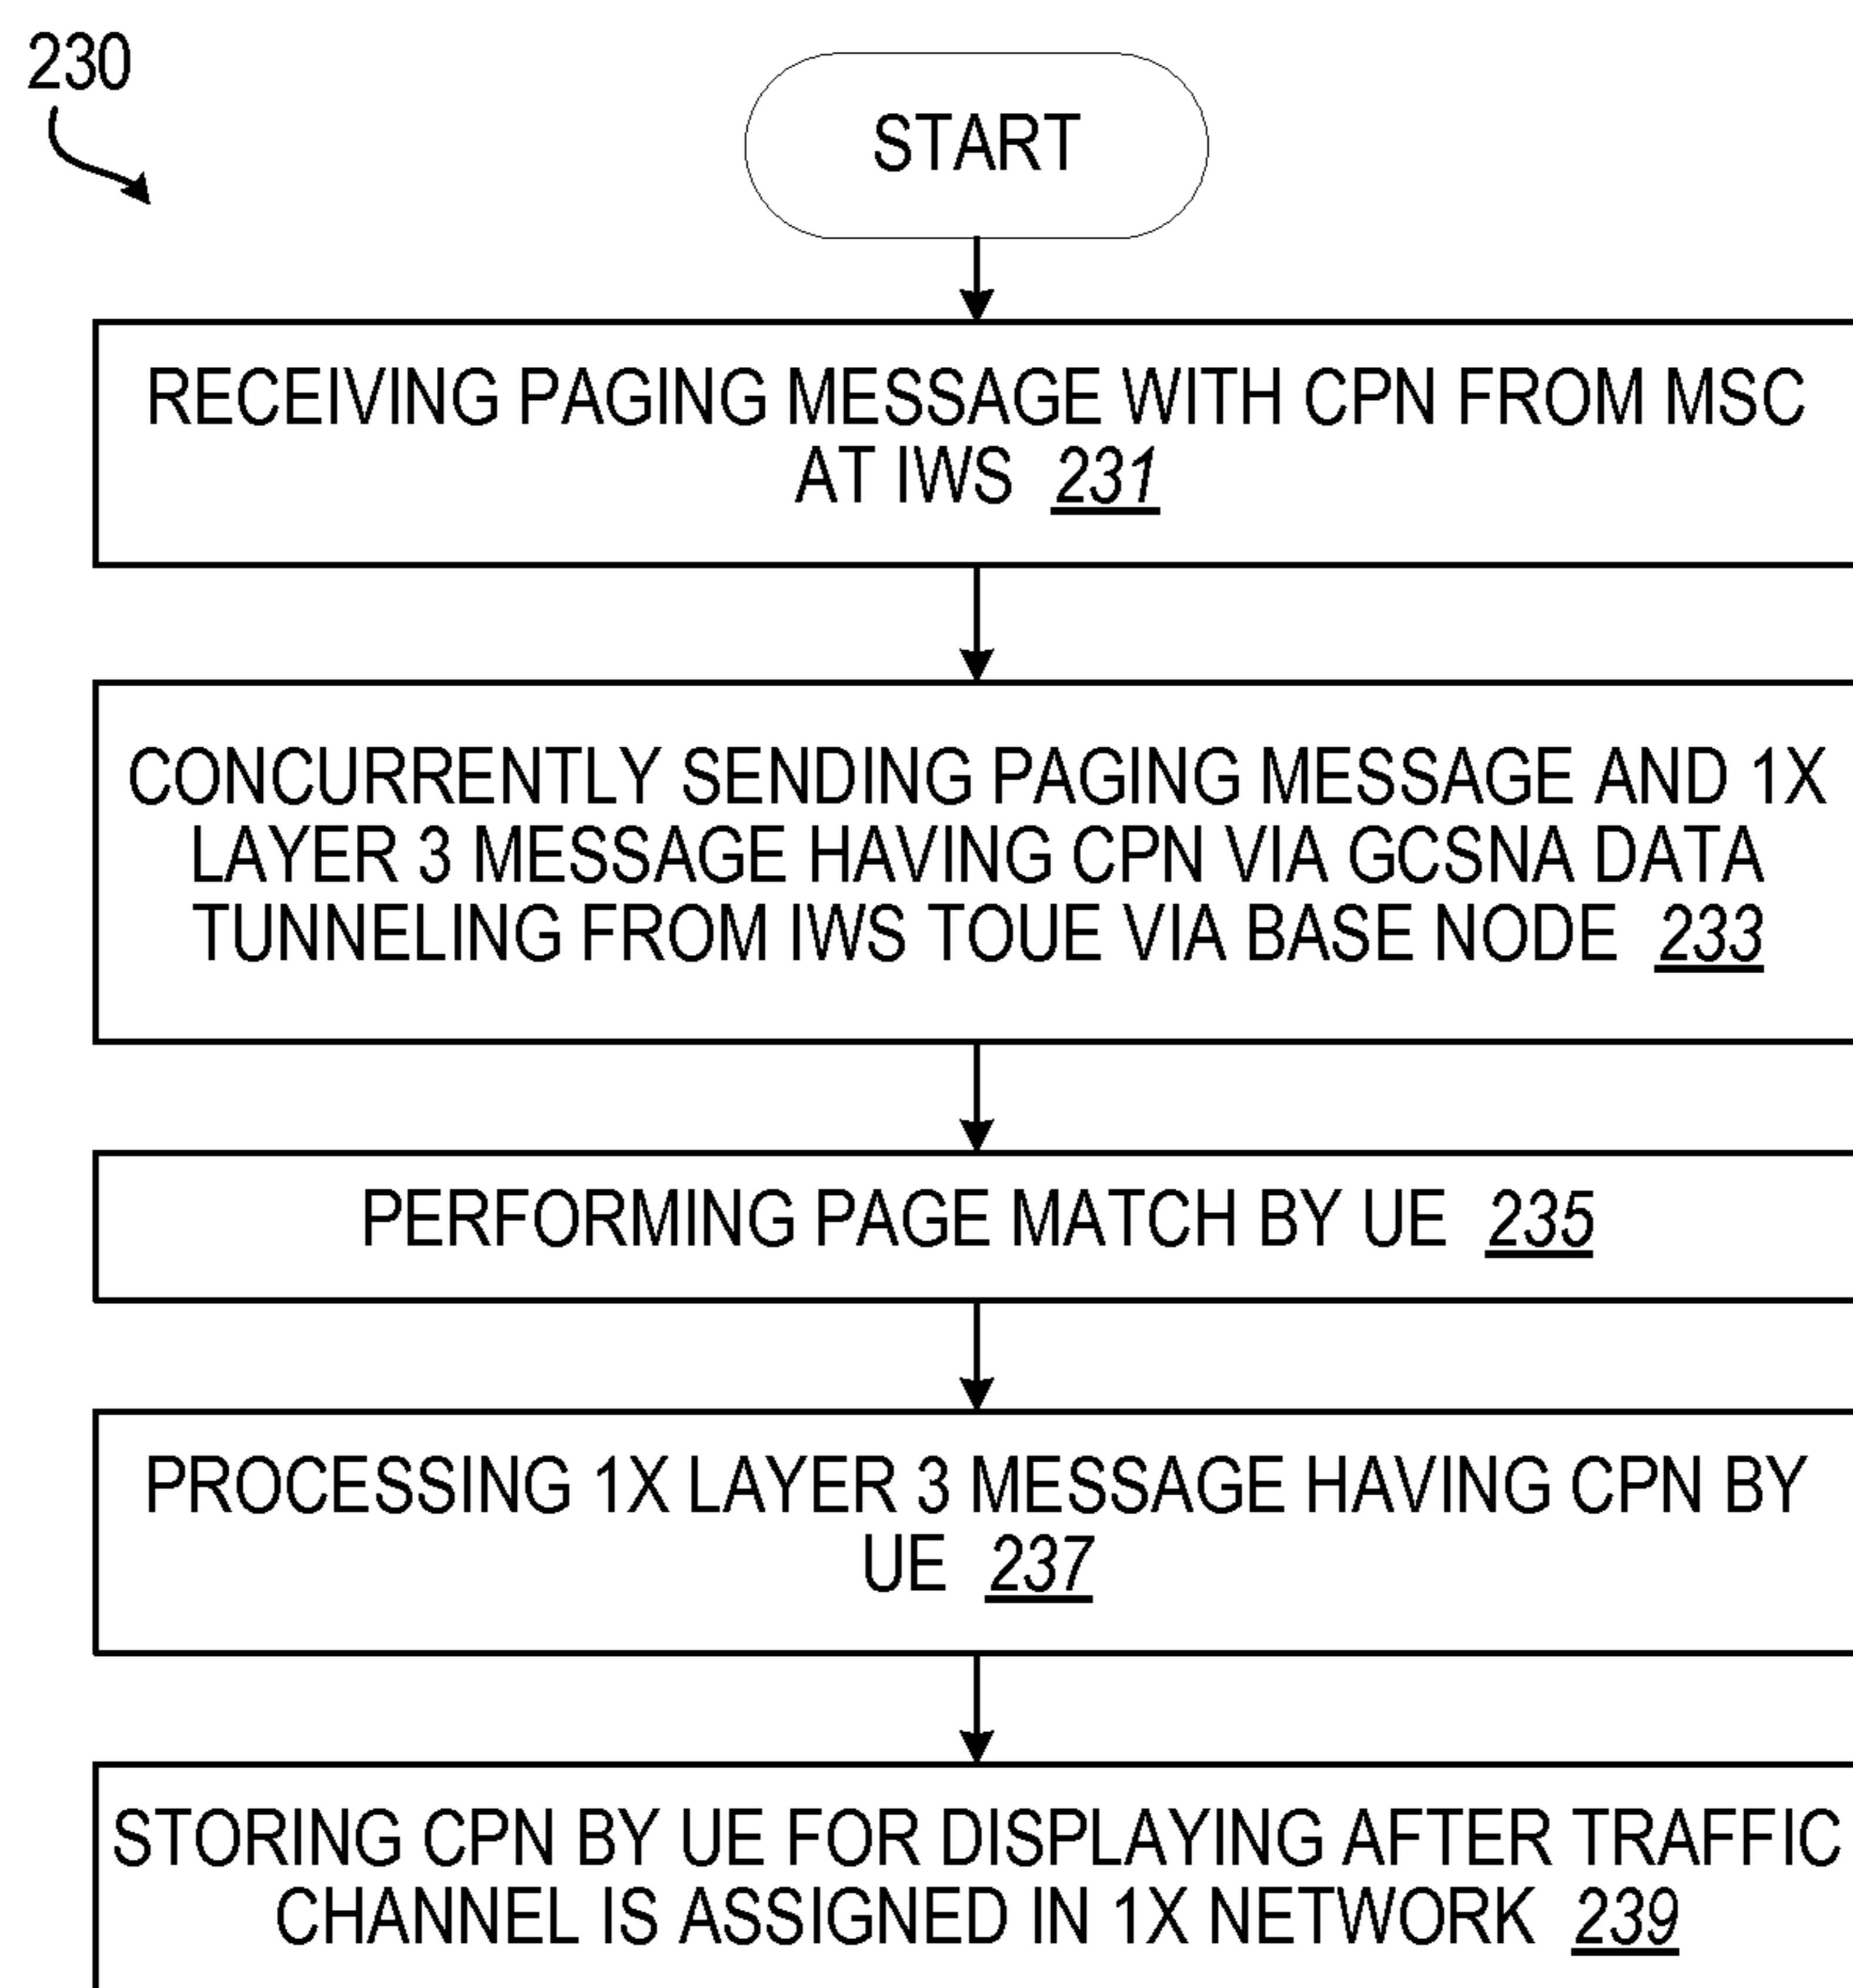 230
START
RECEIVING PAGING MESSAGE WITH CPN FROM MSC
AT IWS 231
CONCURRENTLY SENDING PAGING MESSAGE AND 1X
LAYER 3 MESSAGE HAVING CPN VIA GCSNA DATA
TUNNELING FROM IWS TOUE VIA BASE NODE 233
PERFORMING PAGE MATCH BY UE 235
PROCESSING 1X LAYER 3 MESSAGE HAVING CPN BY
UE 237
STORING CPN BY UE FOR DISPLAYING AFTER TRAFFIC
CHANNEL IS ASSIGNED IN 1X NETWORK 239